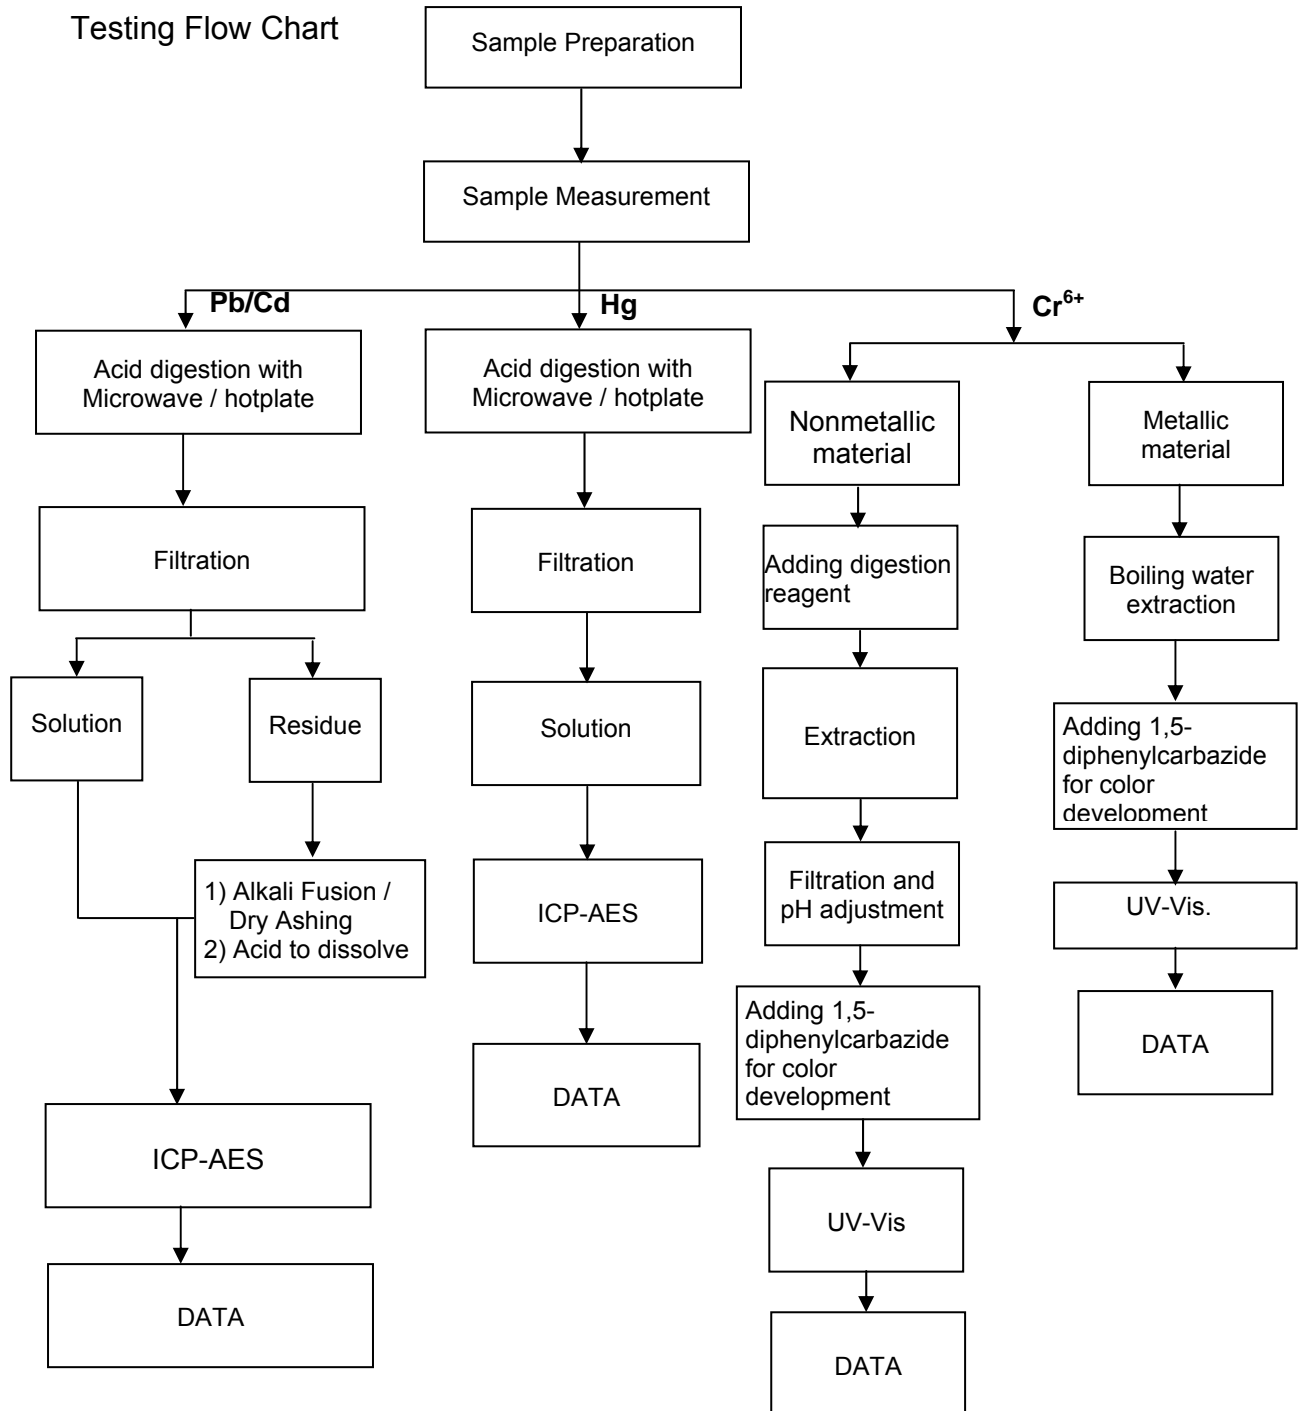 Testing Flow Chart
Sample Preparation
Sample Measurement
Pb/Cd
Hg
Cr6+
Acid digestion with
Microwave / hotplate
Filtration
Solution
Residue
1) Alkali Fusion /
Dry Ashing
2) Acid to dissolve
ICP-AES
DATA
Acid digestion with
Microwave / hotplate
Filtration
Solution
ICP-AES
DATA
Nonmetallic
material
Adding digestion
reagent
Extraction
Filtration and
pH adjustment
Adding 1,5-
diphenylcarbazide
for color
development
UV-Vis
DATA
Metallic
material
Boiling water
extraction
Adding 1,5-
diphenylcarbazide
for color
development
UV-Vis.
DATA